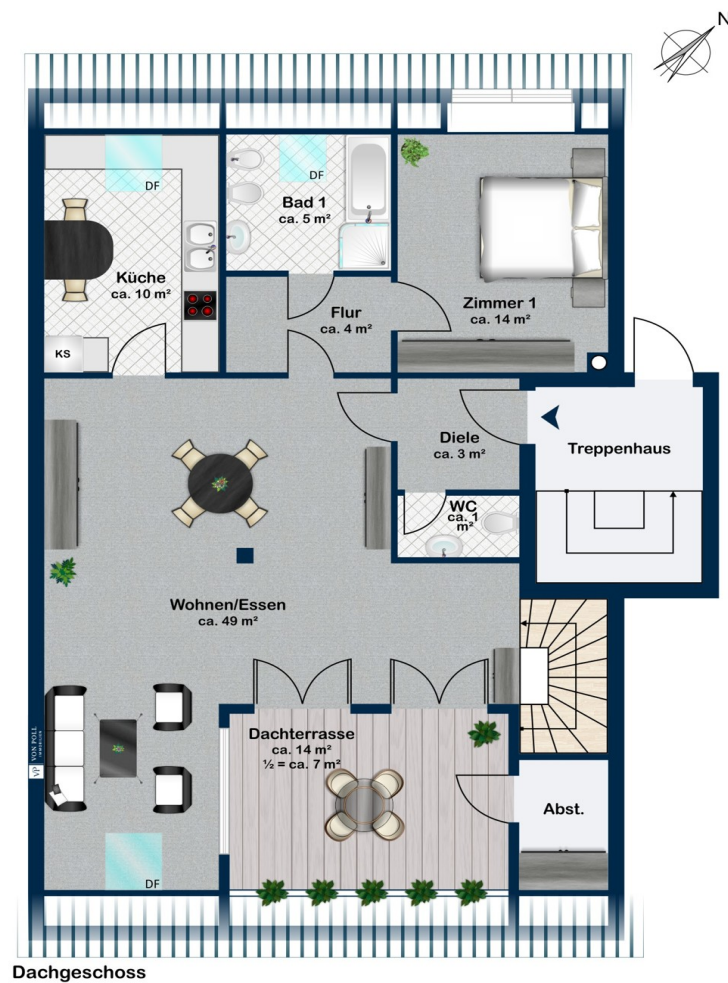 N
DF
DF
Bad 1
ca. 5 m²
Küche
ca. 10 m²
Flur
ca. 4 m²
Zimmer 1
ca. 14 m²
KS
Diele
ca. 3 m²
Treppenhaus
WC
ca. 1
m²
Wohnen/Essen
ca. 49 m²
VP VON POLL
IMMOBILIEN
Dachterrasse
ca. 14 m²
½ = ca. 7 m²
Abst.
DF
Dachgeschoss